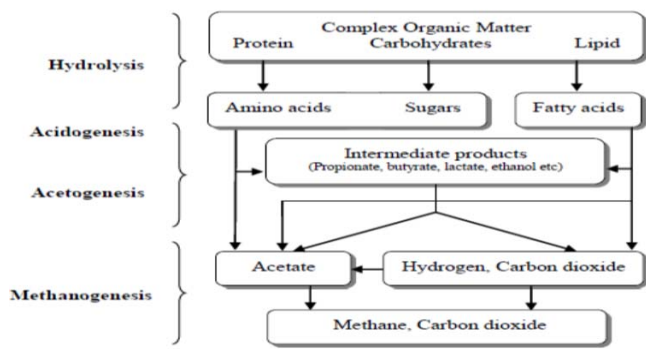 Complex Organic Matter
Protein Carbohydrates Lipid
Hydrolysis
Amino acids Sugars Fatty acids
Acidogenesis
Intermediate products
(Propionate, butyrate, lactate, ethanol etc)
Acetogenesis
Acetate Hydrogen, Carbon dioxide
Methanogenesis
Methane, Carbon dioxide